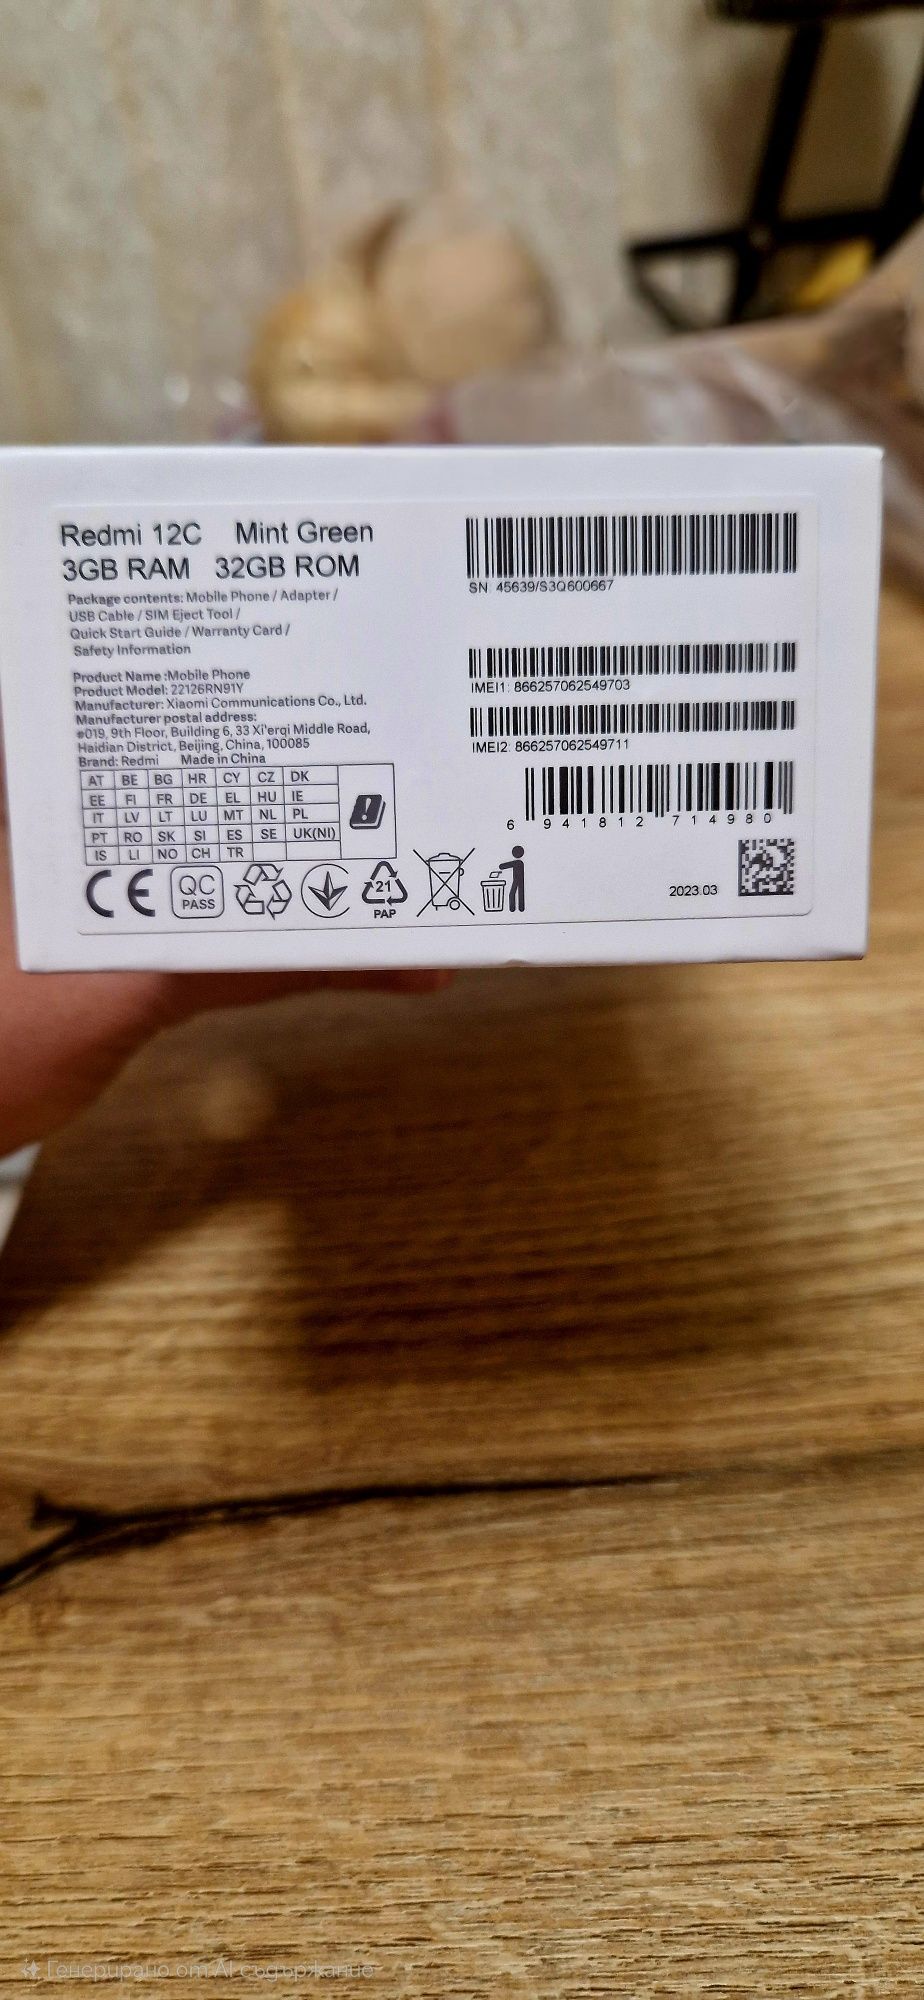 Redmi 12C Mint Green
3GB RAM 32GB ROM
Package contents: Mobile Phone / Adapter /
USB Cable / SIM Eject Tool /
Quick Start Guide / Warranty Card /
Safety Information
Product Name :Mobile Phone
Product Model: 22126RN91Y
Manufacturer: Xiaomi Communications Co., Ltd.
Manufacturer postal address:
#019, 9th Floor, Building 6, 33 Xi'erqi Middle Road,
Haidian District, Beijing, China, 100085
Brand: Redmi Made in China
AT BE BG HR CY CZ DK
EE FI FR DE EL HU IE
IT LV LT LU MT NL PL
PT RO SK SI ES SE UK(NI)
IS LI NO CH TR
CE
QC
PASS
21
PAP
SN: 45639/S3Q600667
IMEI1: 866257062549703
IMEI2: 866257062549711
6 941812 714980
2023.03
Генерирано от AI съдържание